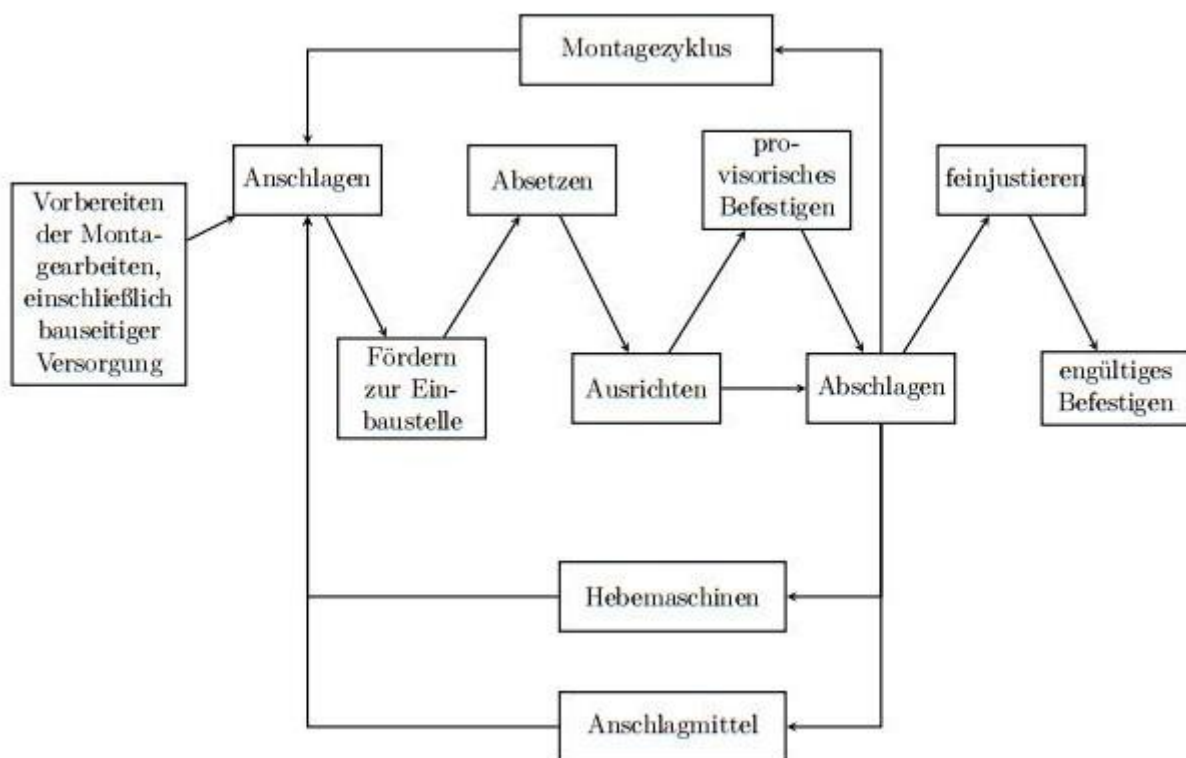 Montagezyklus
Anschlagen
Absetzen
pro-
visorisches
Befestigen
feinjustieren
Vorbereiten
der Monta-
gearbeiten,
einschließlich
bauseitiger
Versorgung
Fördern
zur Ein-
baustelle
Ausrichten
Abschlagen
engültiges
Befestigen
Hebemaschinen
Anschlagmittel